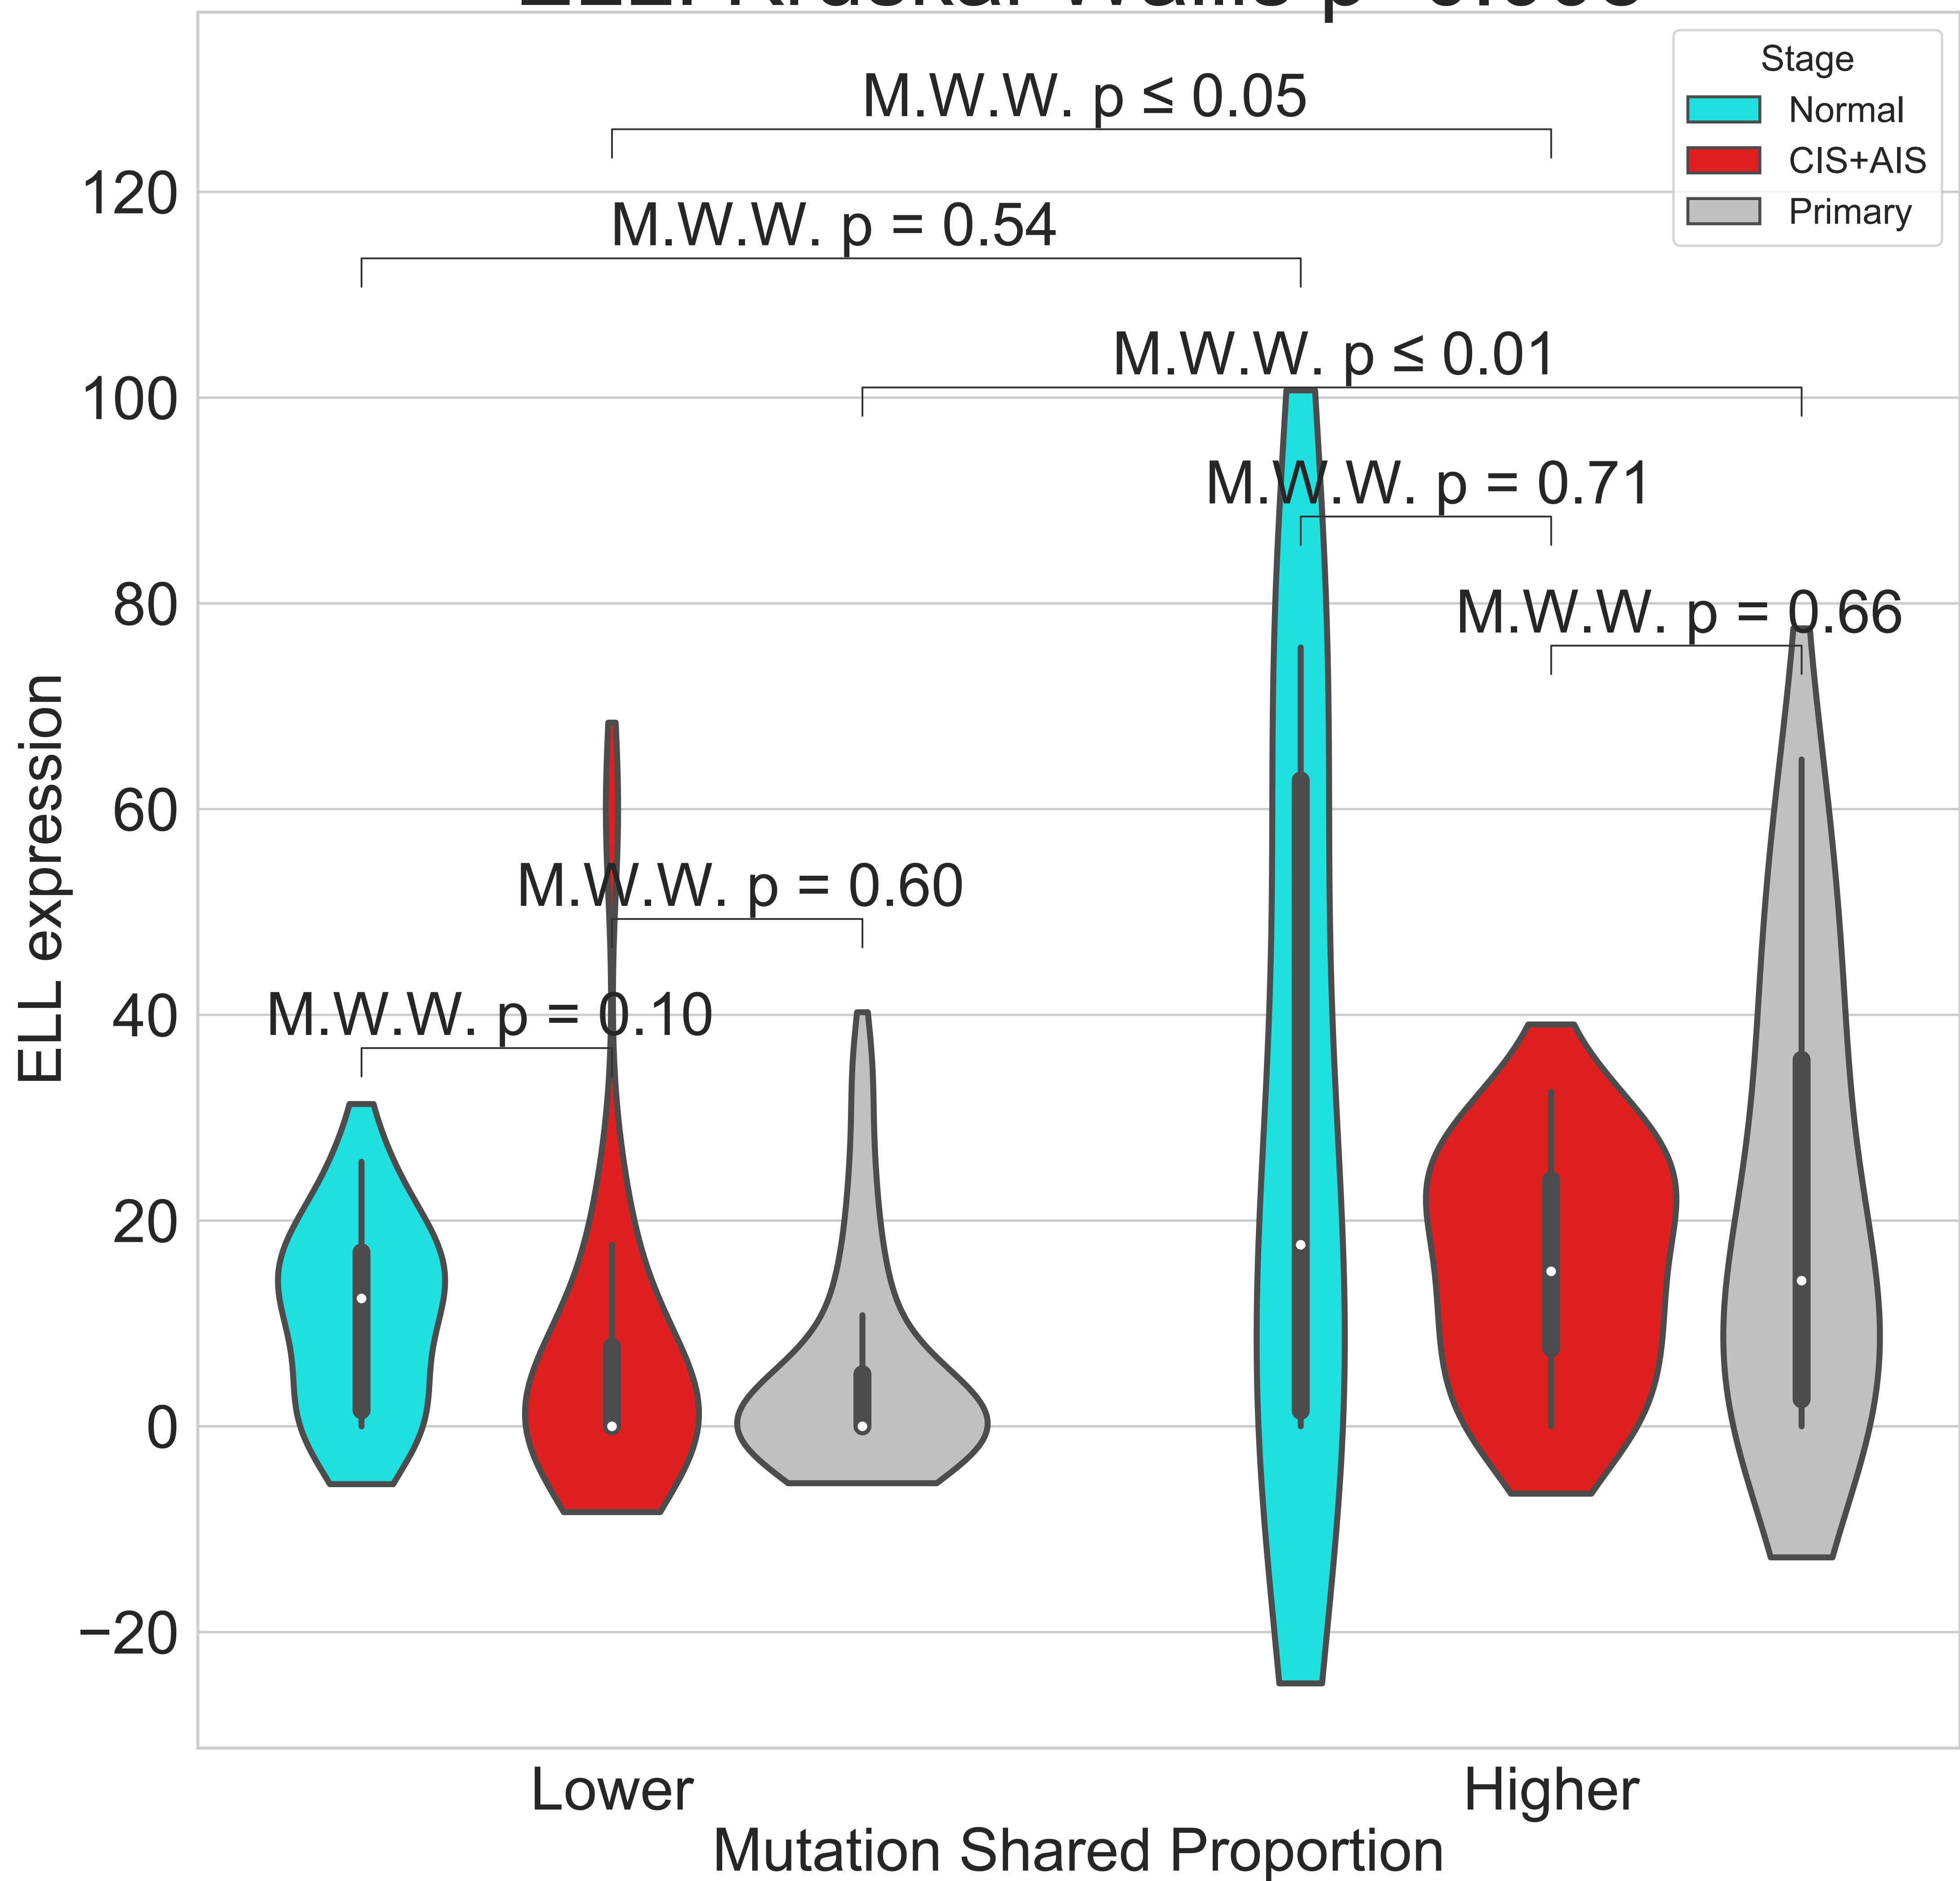 Stage
Normal
CIS+AIS
Primary
M.W.W. p ≤ 0.05
M.W.W. p = 0.54
M.W.W. p ≤ 0.01
M.W.W. p = 0.71
M.W.W. p = 0.66
M.W.W. p = 0.60
M.W.W. p = 0.10
120
100
80
60
40
20
0
−20
ELL expression
Lower
Higher
Mutation Shared Proportion